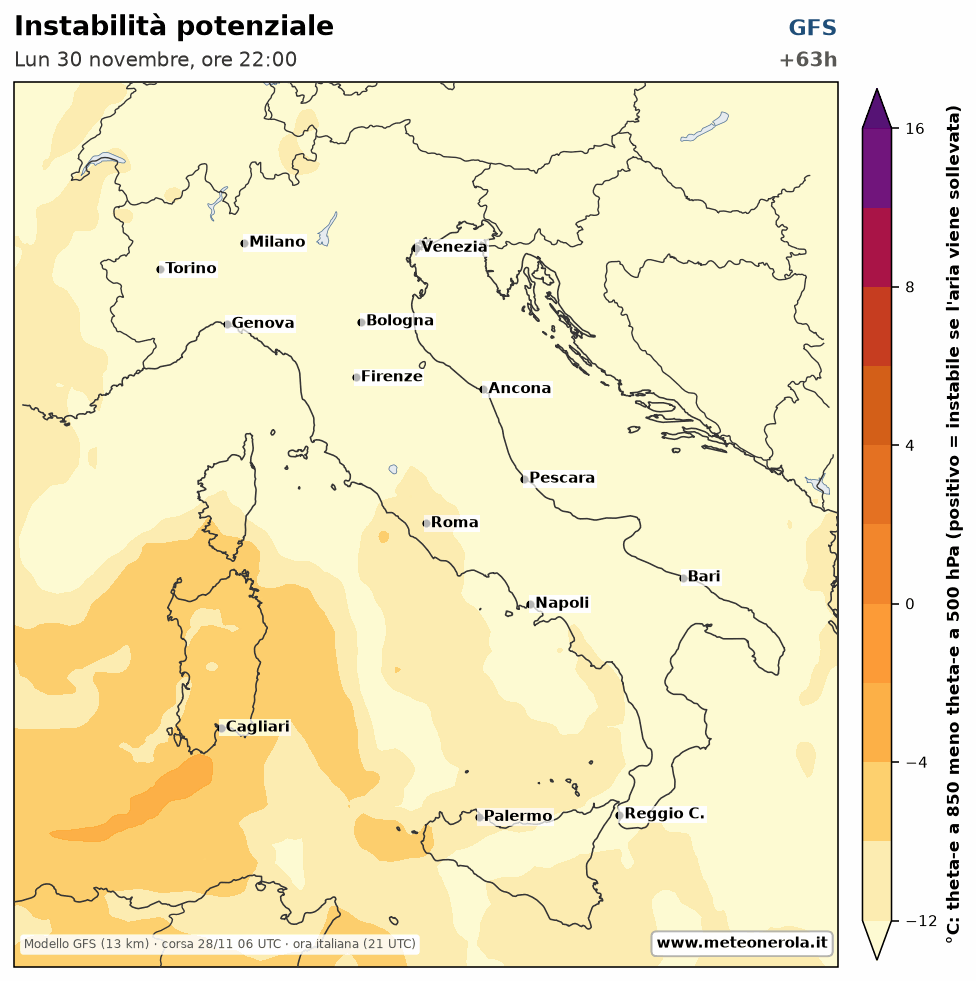 Instabilità potenziale
GFS
Lun 30 novembre, ore 22:00
+63h
Milano
Venezia
Torino
Genova
Bologna
Firenze
Ancona
Pescara
Roma
Bari
Napoli
Cagliari
Palermo
Reggio C.
Modello GFS (13 km) · corsa 28/11 06 UTC · ora italiana (21 UTC)
www.meteonerola.it
16
8
4
0
−4
−12
°C: theta-e a 850 meno theta-e a 500 hPa (positivo = instabile se l'aria viene sollevata)